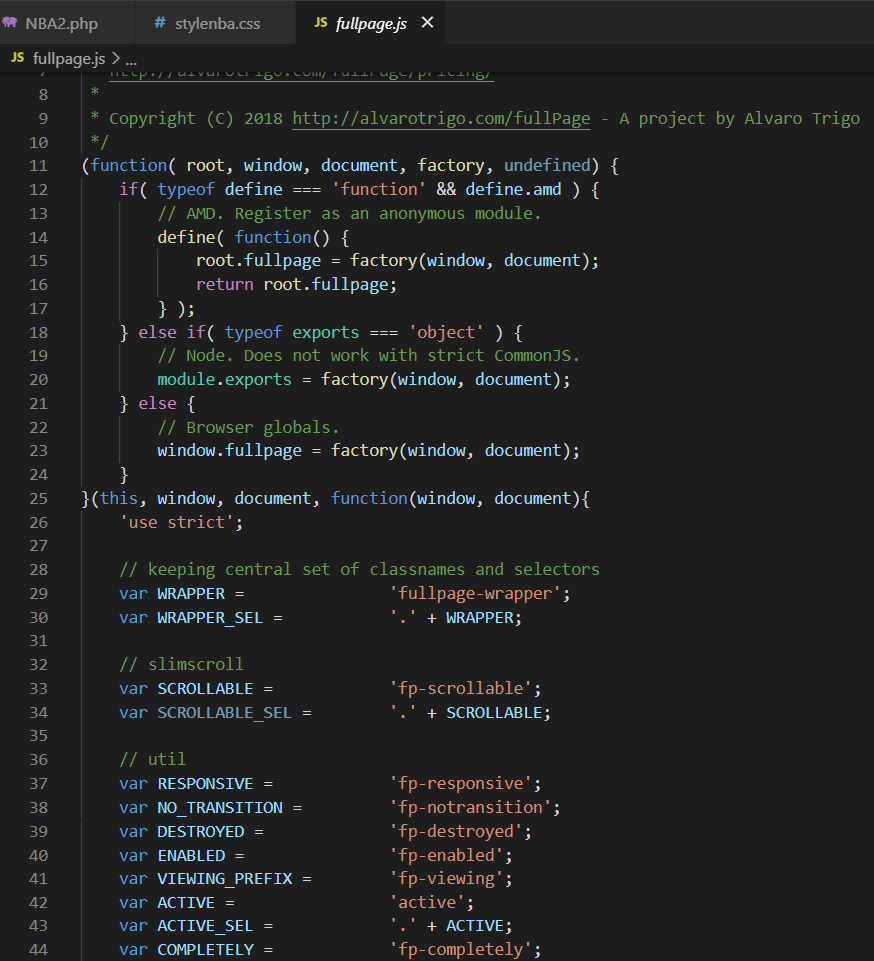 NBA2.php # stylenba.css JS fullpage.js ×
JS fullpage.js > ...
7 http://alvarotrigo.com/fullPage/pricing/
8 *
9 * Copyright (C) 2018 http://alvarotrigo.com/fullPage - A project by Alvaro Trigo
10 */
11 (function( root, window, document, factory, undefined) {
12 if( typeof define === 'function' && define.amd ) {
13 // AMD. Register as an anonymous module.
14 define( function() {
15 root.fullpage = factory(window, document);
16 return root.fullpage;
17 } );
18 } else if( typeof exports === 'object' ) {
19 // Node. Does not work with strict CommonJS.
20 module.exports = factory(window, document);
21 } else {
22 // Browser globals.
23 window.fullpage = factory(window, document);
24 }
25 }(this, window, document, function(window, document){
26 'use strict';
27
28 // keeping central set of classnames and selectors
29 var WRAPPER = 'fullpage-wrapper';
30 var WRAPPER_SEL = '.' + WRAPPER;
31
32 // slimscroll
33 var SCROLLABLE = 'fp-scrollable';
34 var SCROLLABLE_SEL = '.' + SCROLLABLE;
35
36 // util
37 var RESPONSIVE = 'fp-responsive';
38 var NO_TRANSITION = 'fp-notransition';
39 var DESTROYED = 'fp-destroyed';
40 var ENABLED = 'fp-enabled';
41 var VIEWING_PREFIX = 'fp-viewing';
42 var ACTIVE = 'active';
43 var ACTIVE_SEL = '.' + ACTIVE;
44 var COMPLETELY = 'fp-completely';